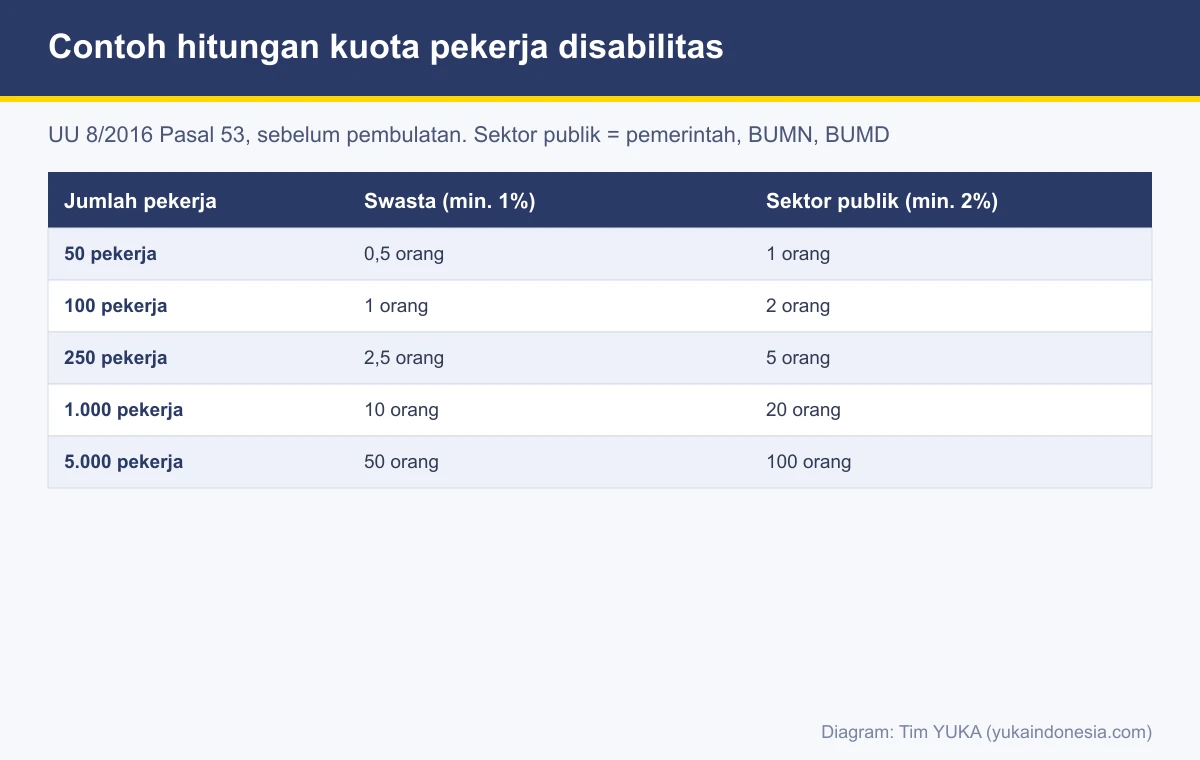 Contoh hitungan kuota pekerja disabilitas
UU 8/2016 Pasal 53, sebelum pembulatan. Sektor publik = pemerintah, BUMN, BUMD
Jumlah pekerja Swasta (min. 1%) Sektor publik (min. 2%)
50 pekerja 0,5 orang 1 orang
100 pekerja 1 orang 2 orang
250 pekerja 2,5 orang 5 orang
1.000 pekerja 10 orang 20 orang
5.000 pekerja 50 orang 100 orang
Diagram: Tim YUKA (yukaindonesia.com)